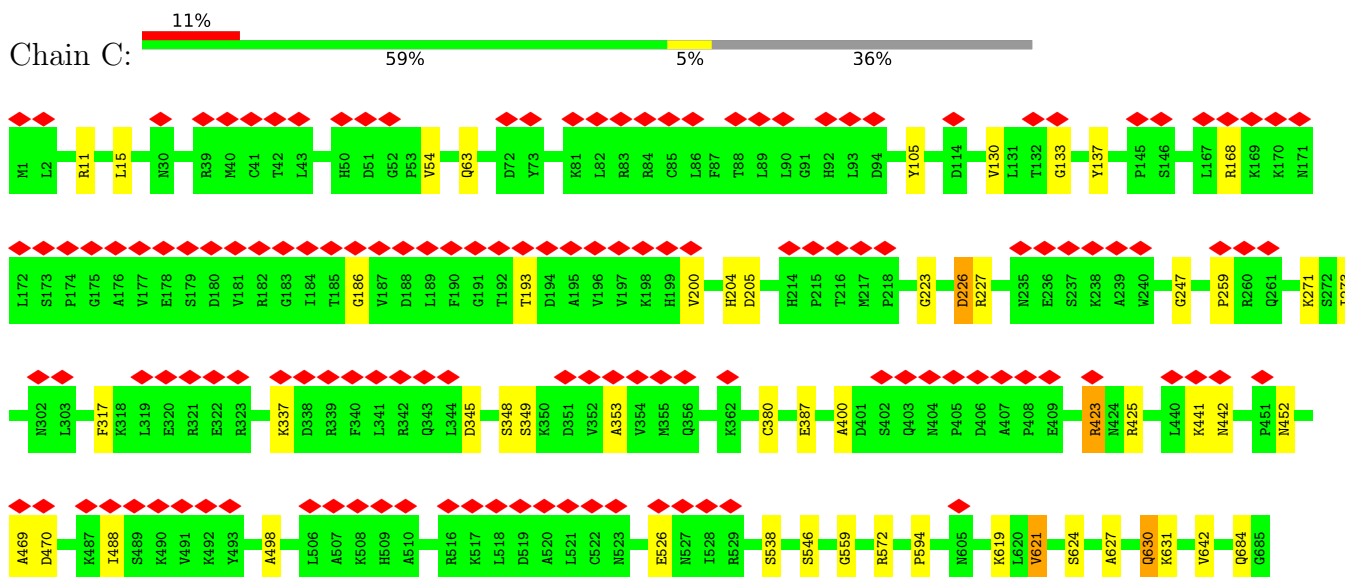 11%
Chain C:
59% 5% 36%
M1 L2 R11 L15 N30 R39 M40 C41 T42 L43 H50 D51 G52 P53 V54 Q63 D72 Y73 K81 L82 R83 R84 C85 L86 F87 T88 L89 L90 G91 H92 L93 D94 Y105 D114 V130 L131 T132 G133 Y137 P145 S146 L167 R168 K169 K170 N171
L172 S173 P174 G175 A176 V177 E178 S179 D180 V181 R182 G183 I184 T185 G186 V187 D188 L189 F190 G191 T192 T193 D194 A195 V196 V197 K198 H199 V200 H204 D205 H214 P215 T216 M217 P218 G223 D226 R227 N235 E236 S237 K238 A239 W240 G247 P259 R260 Q261 K271 S272
N302 L303 F317 K318 L319 E320 R321 E322 R323 K337 D338 R339 F340 L341 R342 Q343 L344 D345 S348 S349 K350 D351 V352 A353 V354 M355 Q356 K362 C380 E387 A400 D401 S402 Q403 N404 P405 D406 A407 P408 E409 R423 N424 R425 L440 K441 N442 P451 N452
A469 D470 K487 I488 S489 K490 V491 K492 Y493 A498 L506 A507 K508 H509 A510 R516 K517 L518 D519 A520 L521 C522 N523 E526 N527 I528 R529 S538 S546 G559 R572 P594 N605 K619 L620 V621 S624 A627 Q630 K631 V642 Q684 G685